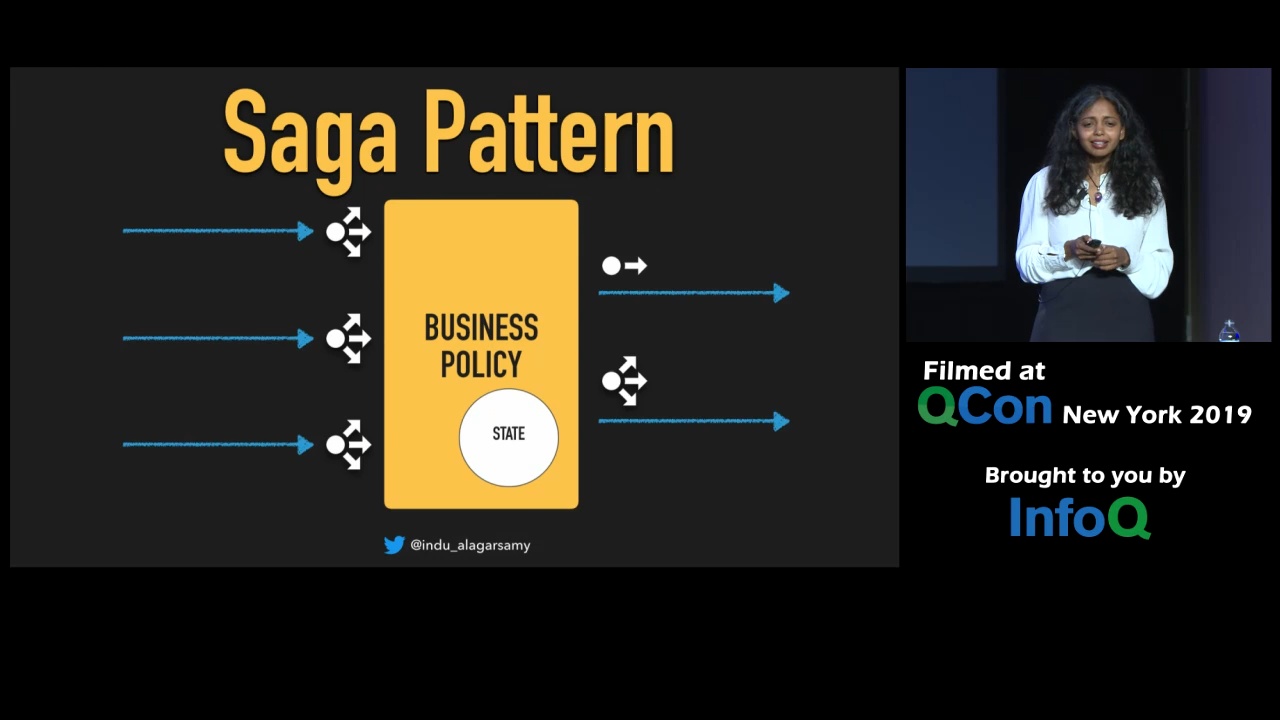 Saga Pattern
BUSINESS
POLICY
STATE
@indu_alagarsamy
Filmed at
QCon New York 2019
Brought to you by
InfoQ